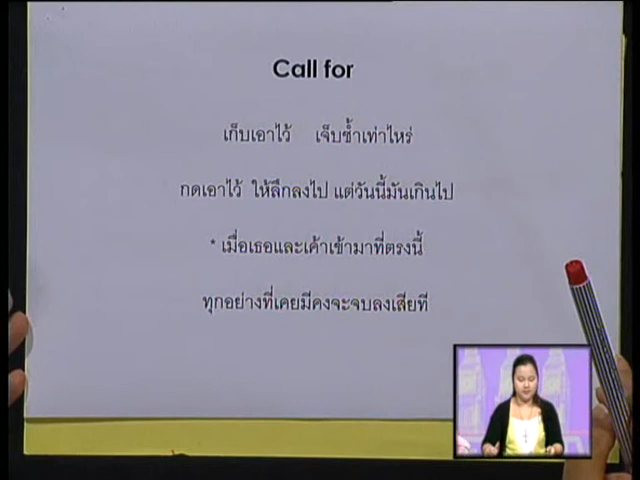 Call for
เก็บเอาไว้ เจ็บซ้ำเท่าไหร่
กดเอาไว้ ให้ลึกลงไป แต่วันนี้มันเกินไป
* เมื่อเธอและเค้าเข้ามาที่ตรงนี้
ทุกอย่างที่เคยมีคงจะจบลงเสียที